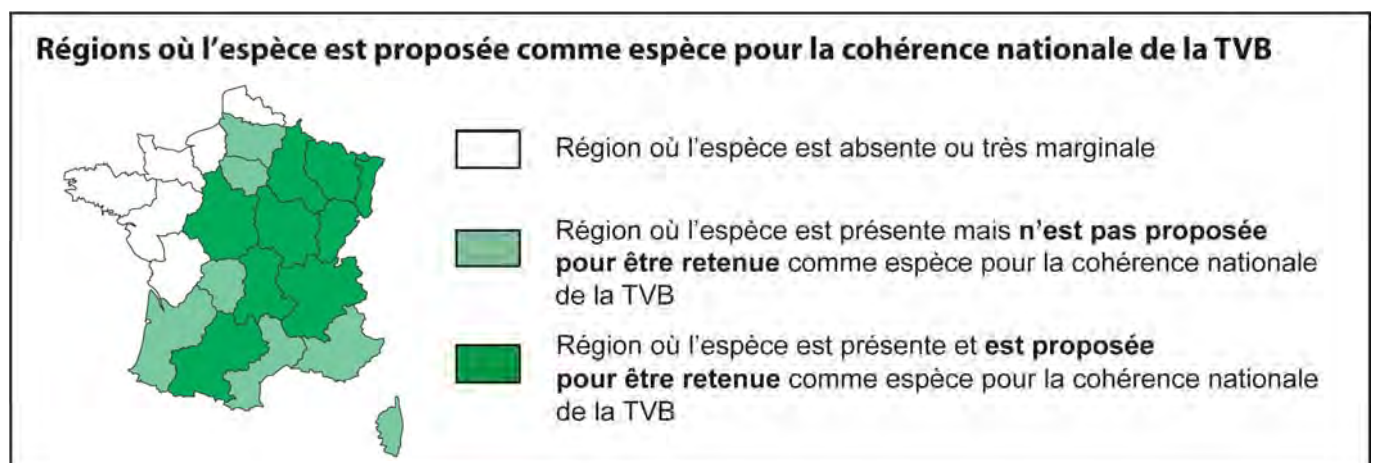 Régions où l'espèce est proposée comme espèce pour la cohérence nationale de la TVB
Région où l'espèce est absente ou très marginale
Région où l'espèce est présente mais n'est pas proposée
pour être retenue comme espèce pour la cohérence nationale
de la TVB
Région où l'espèce est présente et est proposée
pour être retenue comme espèce pour la cohérence nationale
de la TVB